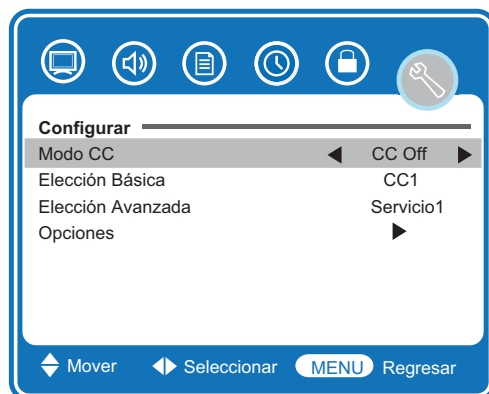 Configurar
Modo CC CC Off
Elección Básica CC1
Elección Avanzada Servicio1
Opciones
Mover Seleccionar MENU Regresar